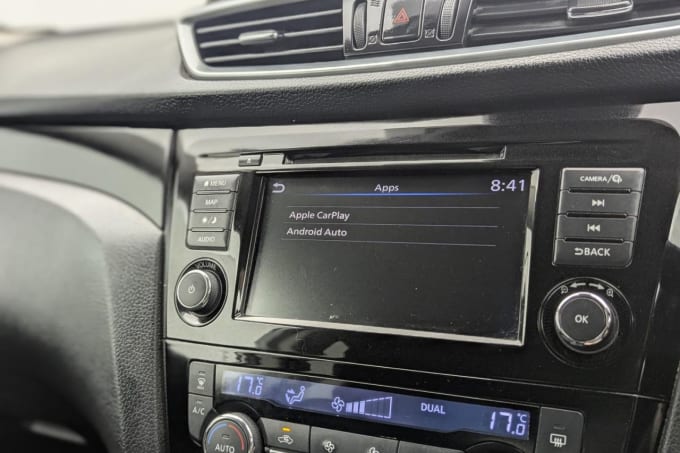 MENU
MAP
AUDIO
VOLUME
Apps
8:41
Apple CarPlay
Android Auto
CAMERA/
BACK
OK
17.0°C
DUAL
17.0°C
A/C
AUTO